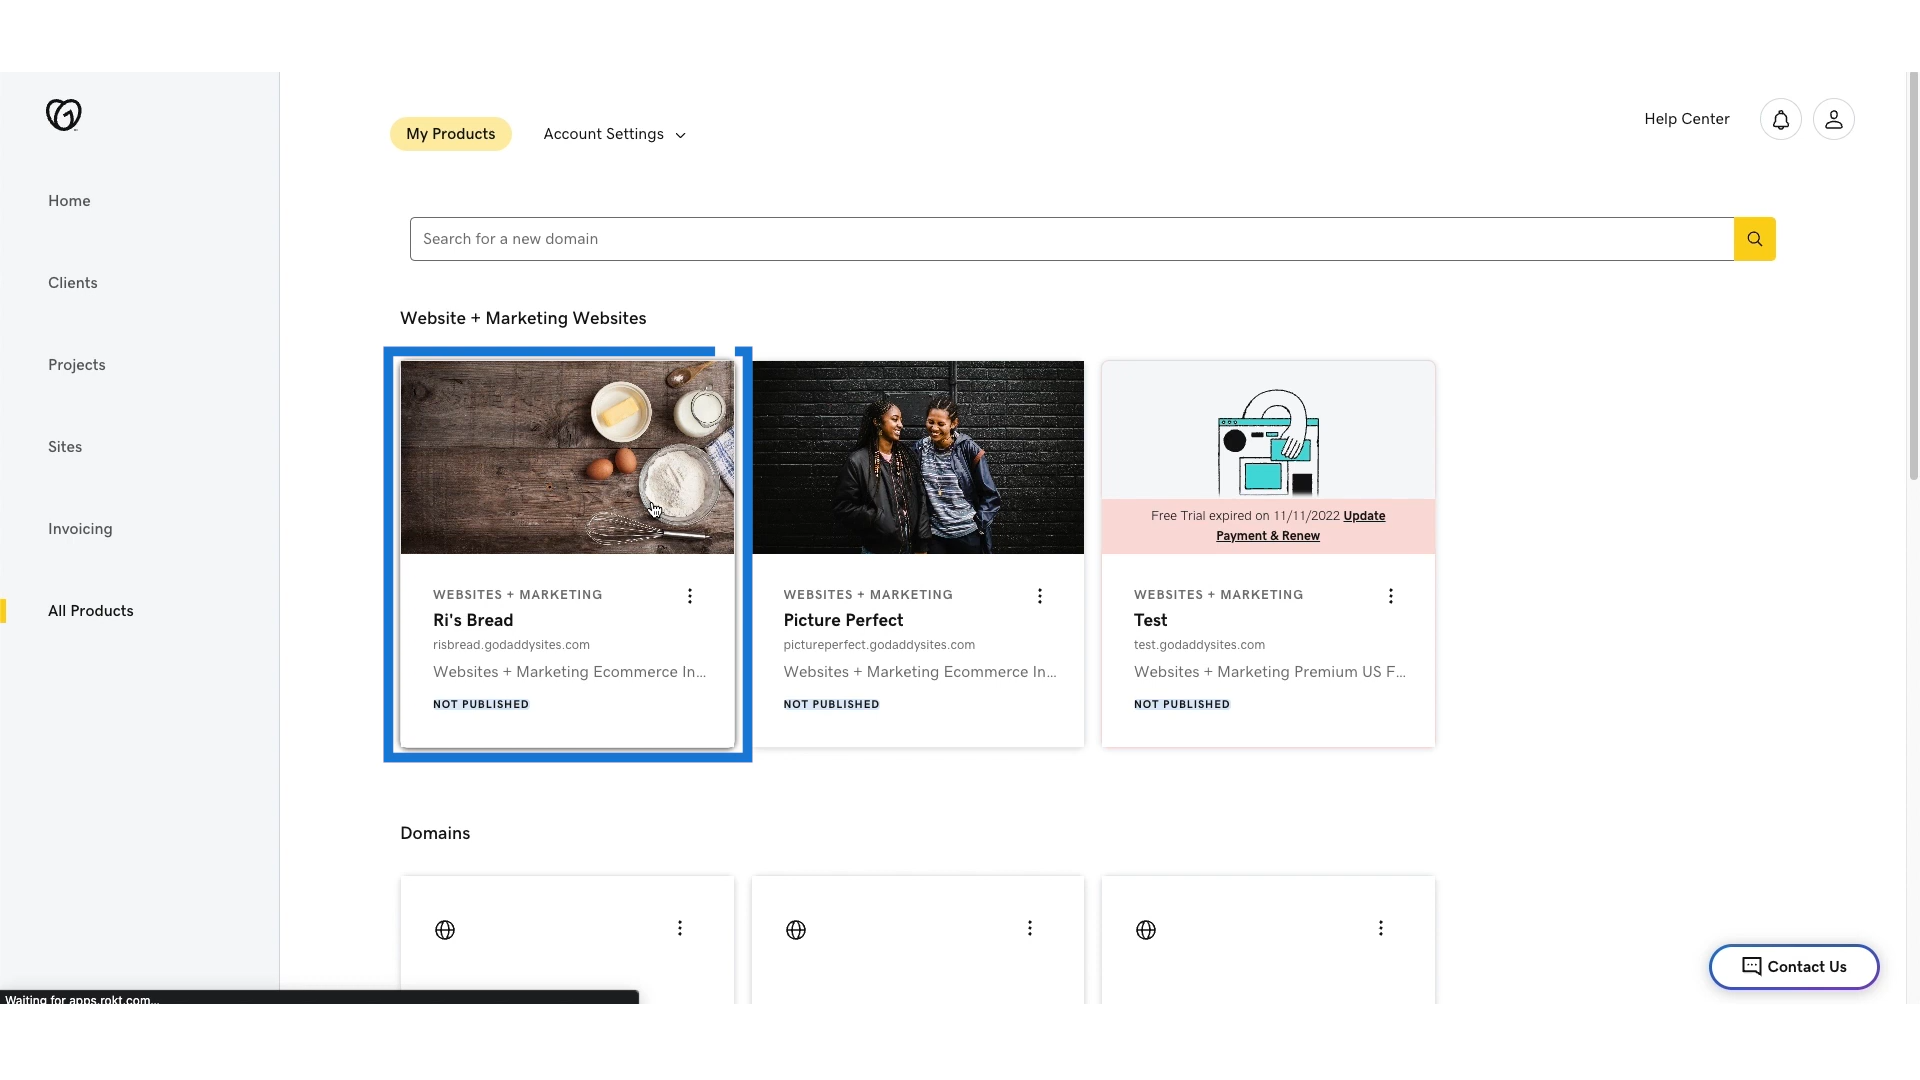 My Products
Account Settings
Help Center
Home
Clients
Projects
Sites
Invoicing
All Products
Search for a new domain
Website + Marketing Websites
Free Trial expired on 11/11/2022 Update
Payment & Renew
WEBSITES + MARKETING
Ri's Bread
risbread.godaddysites.com
Websites + Marketing Ecommerce In...
NOT PUBLISHED
WEBSITES + MARKETING
Picture Perfect
pictureperfect.godaddysites.com
Websites + Marketing Ecommerce In...
NOT PUBLISHED
WEBSITES + MARKETING
Test
test.godaddysites.com
Websites + Marketing Premium US F...
NOT PUBLISHED
Domains
Contact Us
Waiting for apps.rokt.com...